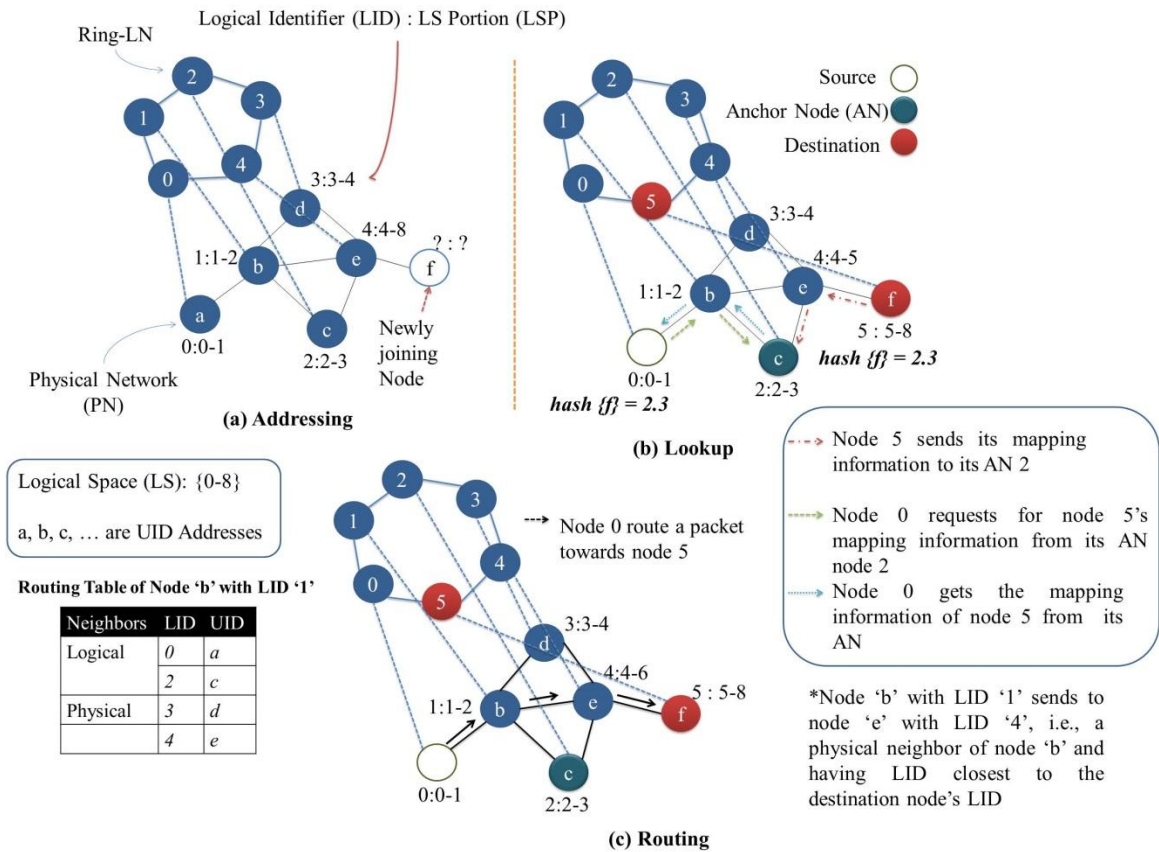 Logical Identifier (LID) : LS Portion (LSP)
Ring-LN
2
1
3
0
4
3:3-4
d
4:4-8
? : ?
1:1-2
b
e
f
a
c
0:0-1
2:2-3
Newly
joining
Node
Physical Network
(PN)
(a) Addressing
2
1
3
0
4
5
Source
Anchor Node (AN)
Destination
3:3-4
d
4:4-5
1:1-2
b
e
f
5 : 5-8
c
0:0-1
2:2-3
hash {f} = 2.3
hash {f} = 2.3
(b) Lookup
Node 5 sends its mapping
information to its AN 2
Node 0 requests for node 5's
mapping information from its AN
node 2
Node 0 gets the mapping
information of node 5 from its
AN
Logical Space (LS): {0-8}
a, b, c, … are UID Addresses
Routing Table of Node 'b' with LID '1'
Neighbors LID UID
Logical 0 a
2 c
Physical 3 d
4 e
2
1
3
0
4
5
Node 0 route a packet
towards node 5
3:3-4
d
4:4-6
5 : 5-8
1:1-2
b
e
f
c
0:0-1
2:2-3
(c) Routing
*Node 'b' with LID '1' sends to
node 'e' with LID '4', i.e., a
physical neighbor of node 'b' and
having LID closest to the
destination node's LID